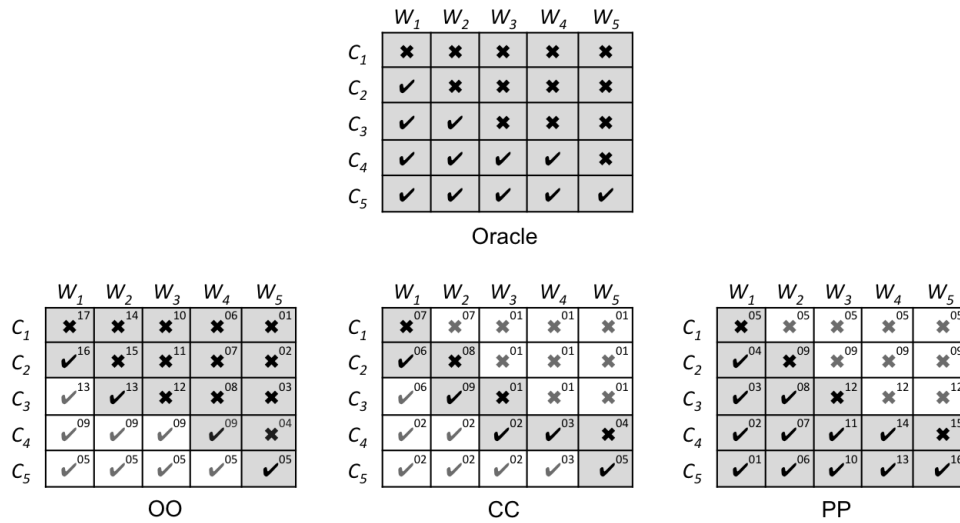 W1 W2 W3 W4 W5
C1 ✖ ✖ ✖ ✖ ✖
C2 ✔ ✖ ✖ ✖ ✖
C3 ✔ ✔ ✖ ✖ ✖
C4 ✔ ✔ ✔ ✔ ✖
C5 ✔ ✔ ✔ ✔ ✔
Oracle
W1 W2 W3 W4 W5
C1 ✖17 ✖14 ✖10 ✖06 ✖01
C2 ✔16 ✖15 ✖11 ✖07 ✖02
C3 ✔13 ✔13 ✖12 ✖08 ✖03
C4 ✔09 ✔09 ✔09 ✔09 ✖04
C5 ✔05 ✔05 ✔05 ✔05 ✔05
OO
W1 W2 W3 W4 W5
C1 ✖07 ✖07 ✖01 ✖01 ✖01
C2 ✔06 ✖08 ✖01 ✖01 ✖01
C3 ✔06 ✔09 ✖01 ✖01 ✖01
C4 ✔02 ✔02 ✔02 ✔03 ✖04
C5 ✔02 ✔02 ✔02 ✔03 ✔05
CC
W1 W2 W3 W4 W5
C1 ✖05 ✖05 ✖05 ✖05 ✖05
C2 ✔04 ✖09 ✖09 ✖09 ✖09
C3 ✔03 ✔08 ✖12 ✖12 ✖12
C4 ✔02 ✔07 ✔11 ✔14 ✖15
C5 ✔01 ✔06 ✔10 ✔13 ✔16
PP